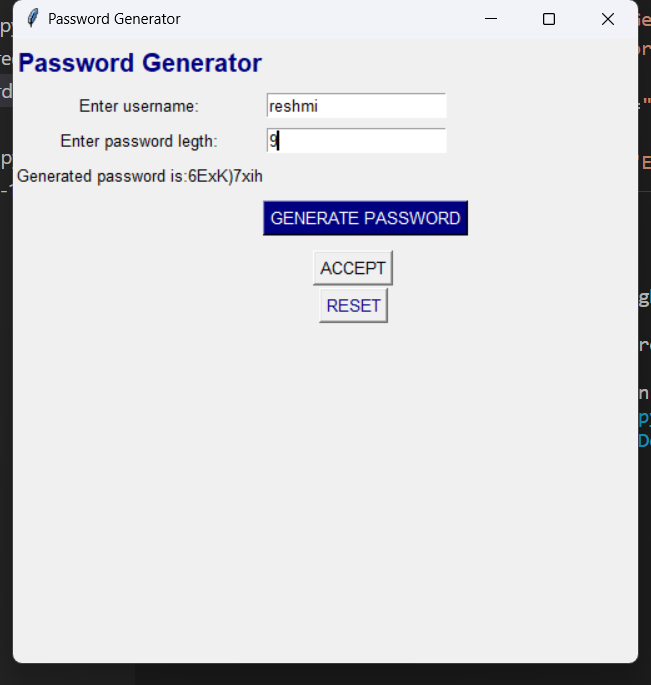 Password Generator
Password Generator
Enter username: reshmi
Enter password legth: 9
Generated password is:6ExK)7xih
GENERATE PASSWORD
ACCEPT
RESET